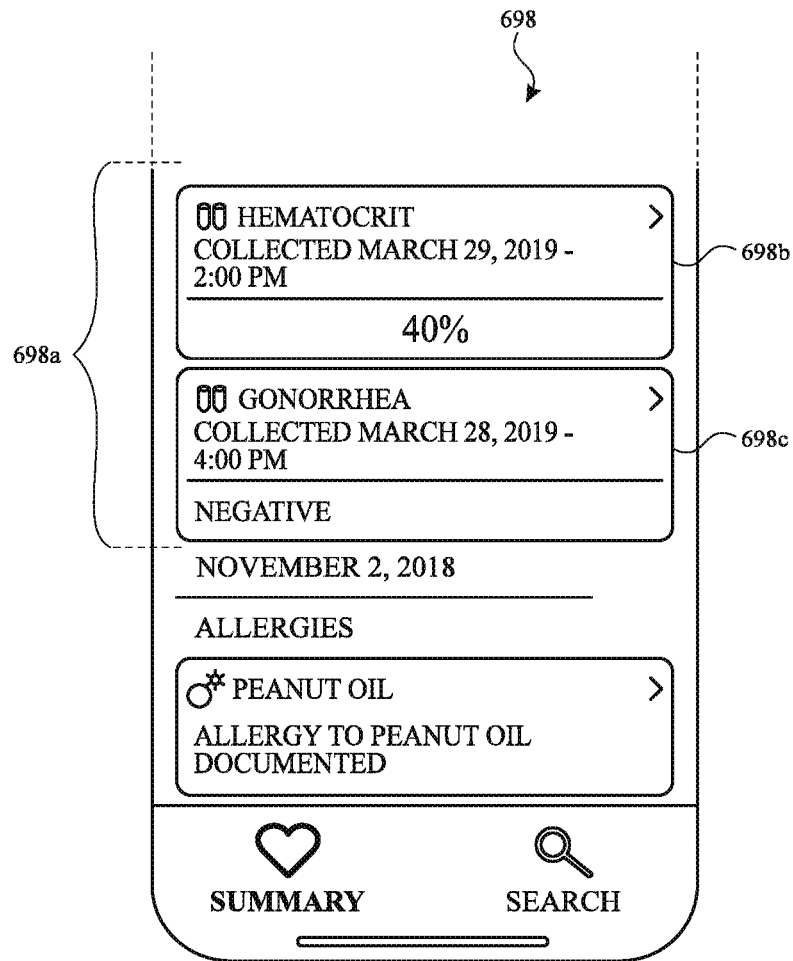 698
HEMATOCRIT
COLLECTED MARCH 29, 2019 -
2:00 PM
698b
40%
698a
GONORRHEA
COLLECTED MARCH 28, 2019 -
4:00 PM
698c
NEGATIVE
NOVEMBER 2, 2018
ALLERGIES
PEANUT OIL
ALLERGY TO PEANUT OIL
DOCUMENTED
SUMMARY
SEARCH